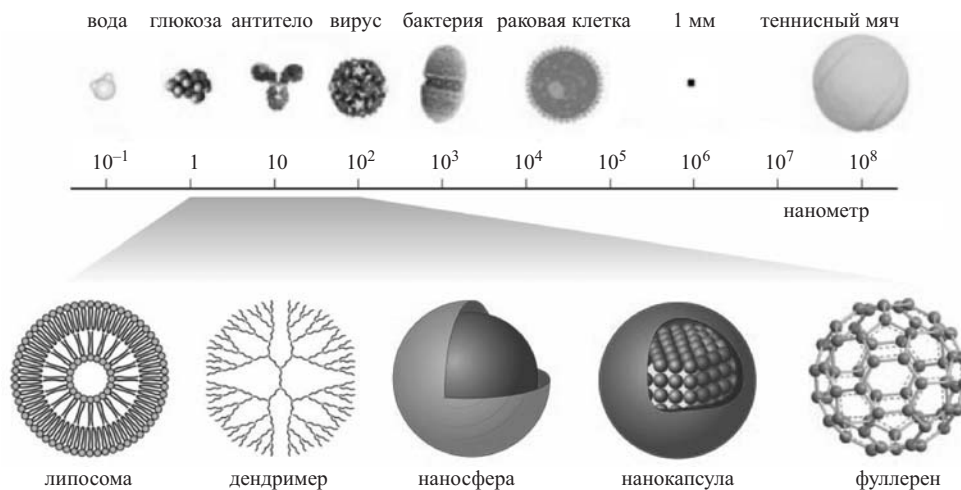 вода глюкоза антитело вирус бактерия раковая клетка 1 мм теннисный мяч
10⁻¹ 1 10 10² 10³ 10⁴ 10⁵ 10⁶ 10⁷ 10⁸
нанометр
липосома дендример наносфера нанокапсула фуллерен